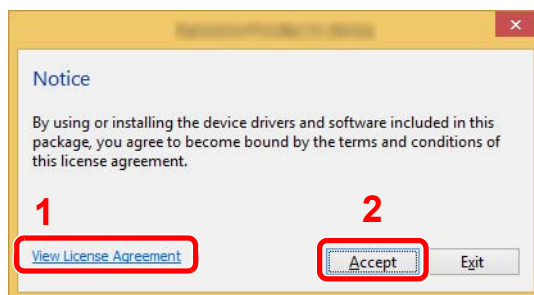 Notice
By using or installing the device drivers and software included in this
package, you agree to become bound by the terms and conditions of
this license agreement.
1
2
View License Agreement
Accept
Exit